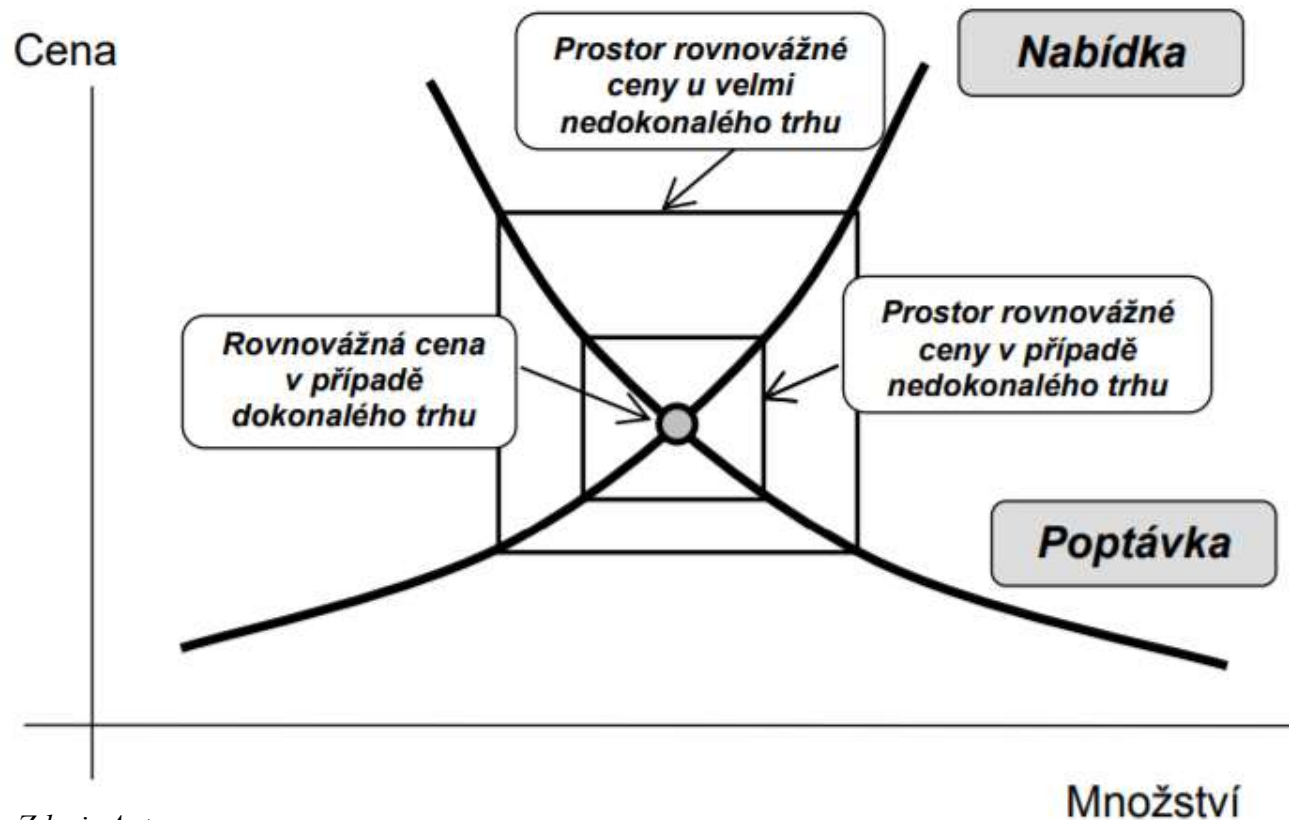 Cena
Prostor rovnovážné
ceny u velmi
nedokonalého trhu
Nabídka
Rovnovážná cena
v případě
dokonalého trhu
Prostor rovnovážné
ceny v případě
nedokonalého trhu
Poptávka
Množství